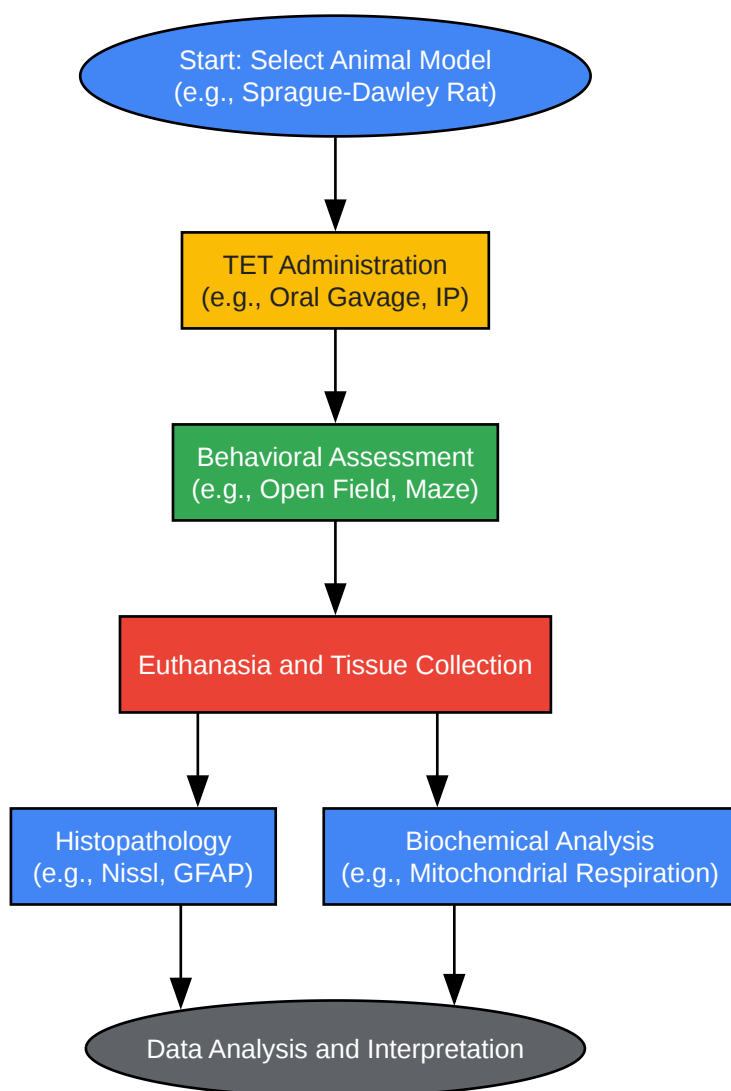 Start: Select Animal Model
(e.g., Sprague-Dawley Rat)
TET Administration
(e.g., Oral Gavage, IP)
Behavioral Assessment
(e.g., Open Field, Maze)
Euthanasia and Tissue Collection
Histopathology
(e.g., Nissl, GFAP)
Biochemical Analysis
(e.g., Mitochondrial Respiration)
Data Analysis and Interpretation